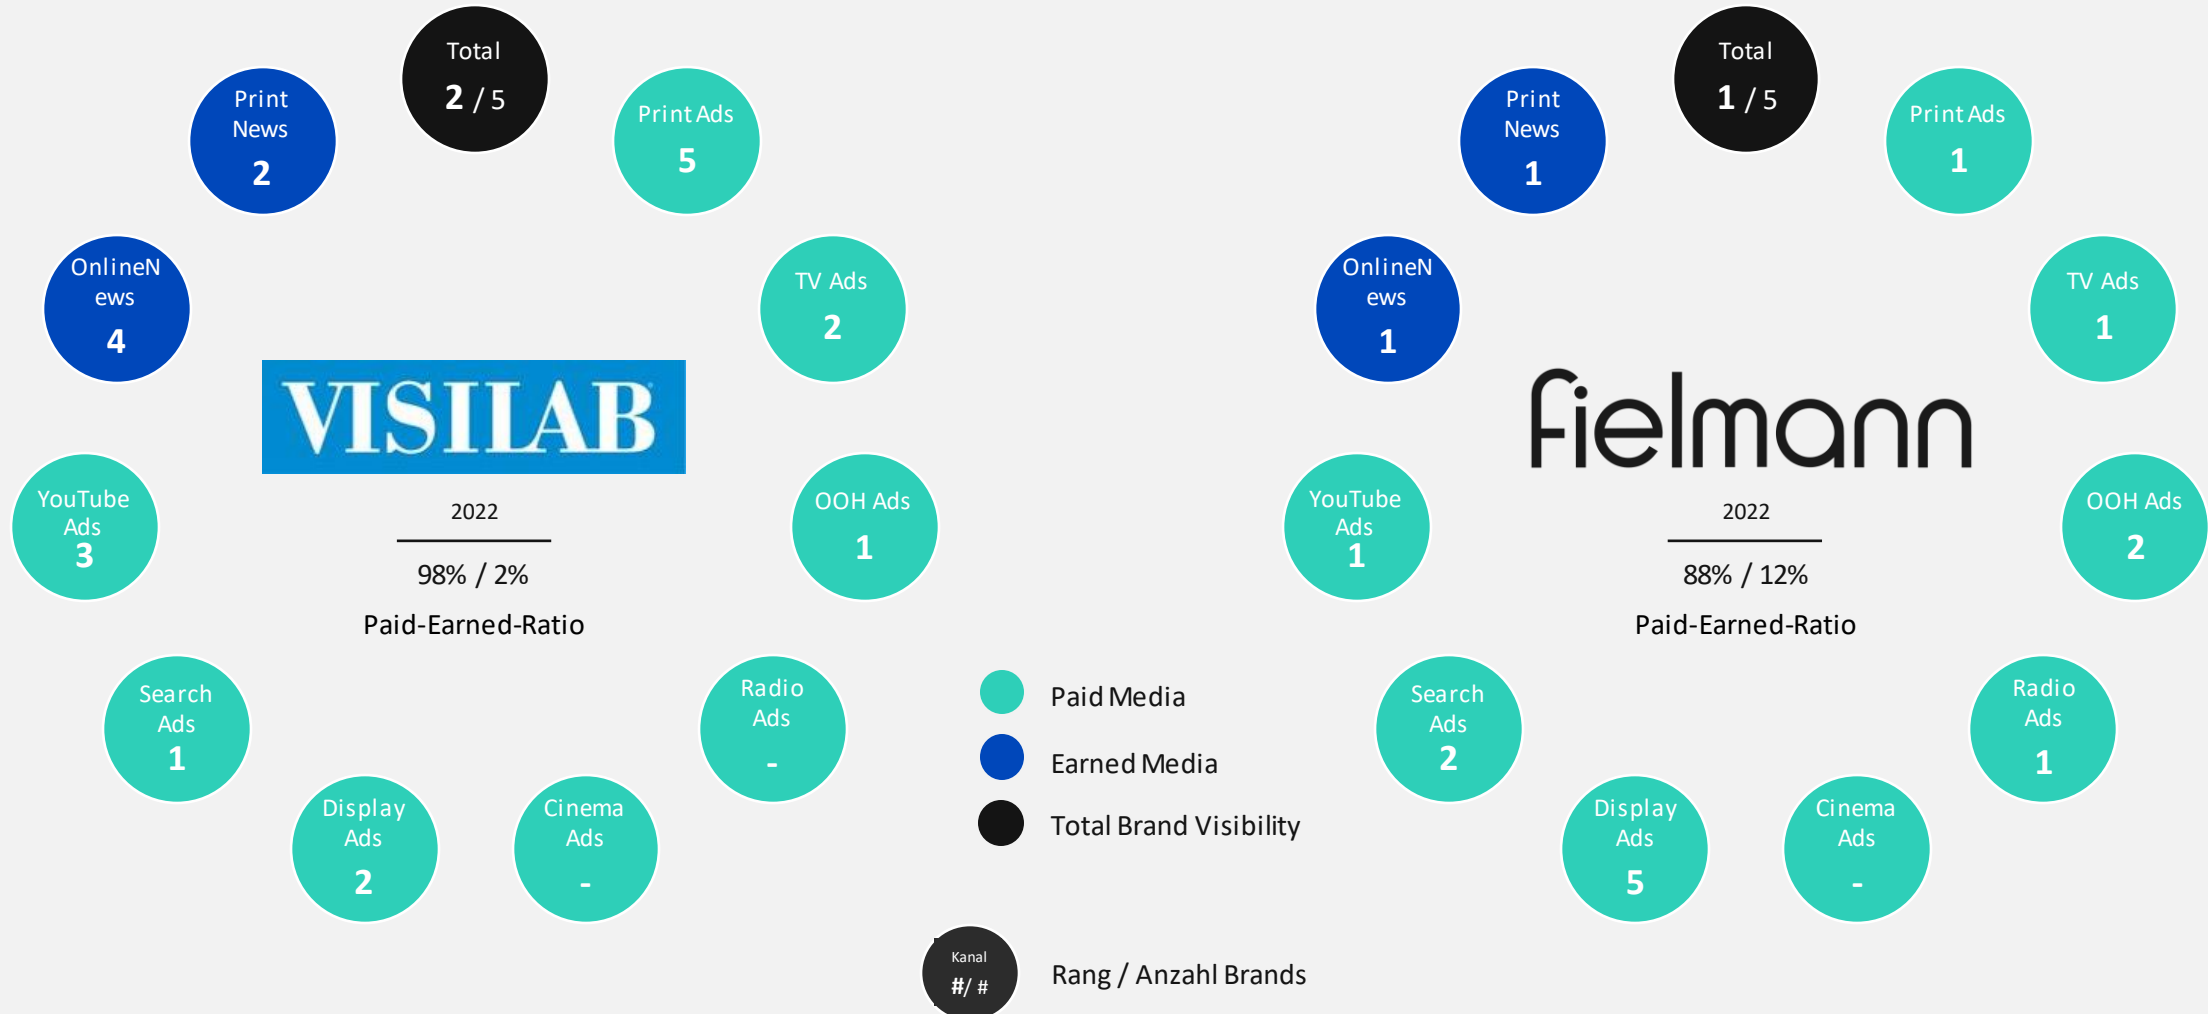 Total
2 / 5
Print Ads
5
TV Ads
2
OOH Ads
1
Radio
Ads
-
Cinema
Ads
-
Display
Ads
2
Search
Ads
1
YouTube
Ads
3
OnlineN
ews
4
Print
News
2
VISILAB
2022
98% / 2%
Paid-Earned-Ratio
Total
1 / 5
Print Ads
1
TV Ads
1
OOH Ads
2
Radio
Ads
1
Cinema
Ads
-
Display
Ads
5
Search
Ads
2
YouTube
Ads
1
OnlineN
ews
1
Print
News
1
fielmann
2022
88% / 12%
Paid-Earned-Ratio
Paid Media
Earned Media
Total Brand Visibility
Kanal
#/ #
Rang / Anzahl Brands